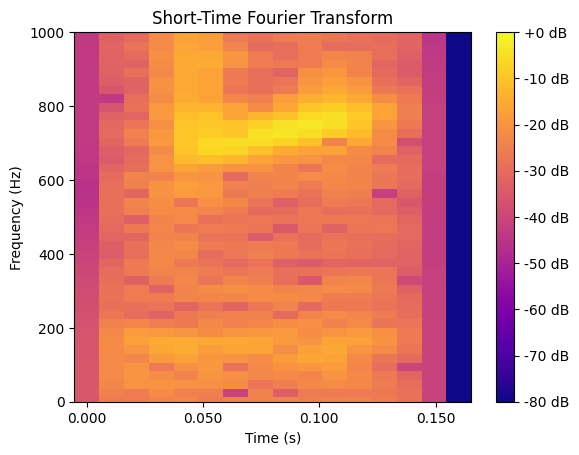 Short-Time Fourier Transform
1000
800
600
400
200
0
Frequency (Hz)
0.000
0.050
0.100
0.150
Time (s)
+0 dB
-10 dB
-20 dB
-30 dB
-40 dB
-50 dB
-60 dB
-70 dB
-80 dB